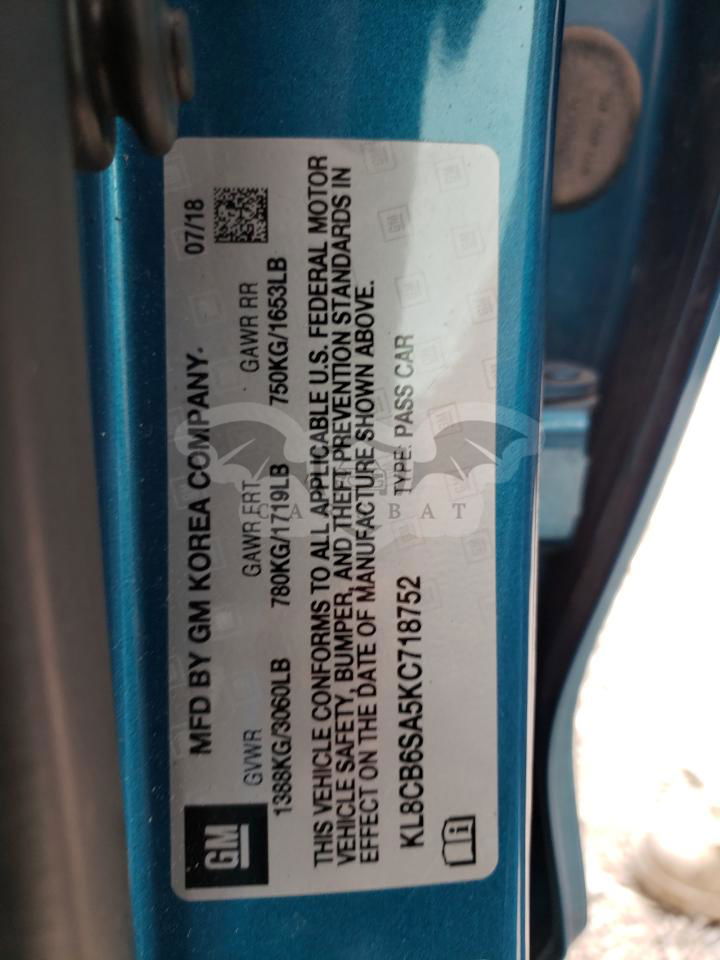 MFD BY GM KOREA COMPANY. 07/18
GM
GVWR GAWR FRT GAWR RR
1388KG/3060LB 780KG/1719LB 750KG/1653LB
THIS VEHICLE CONFORMS TO ALL APPLICABLE U.S. FEDERAL MOTOR
VEHICLE SAFETY, BUMPER, AND THEFT PREVENTION STANDARDS IN
EFFECT ON THE DATE OF MANUFACTURE SHOWN ABOVE.
KL8CB6SA5KC718752 TYPE: PASS CAR